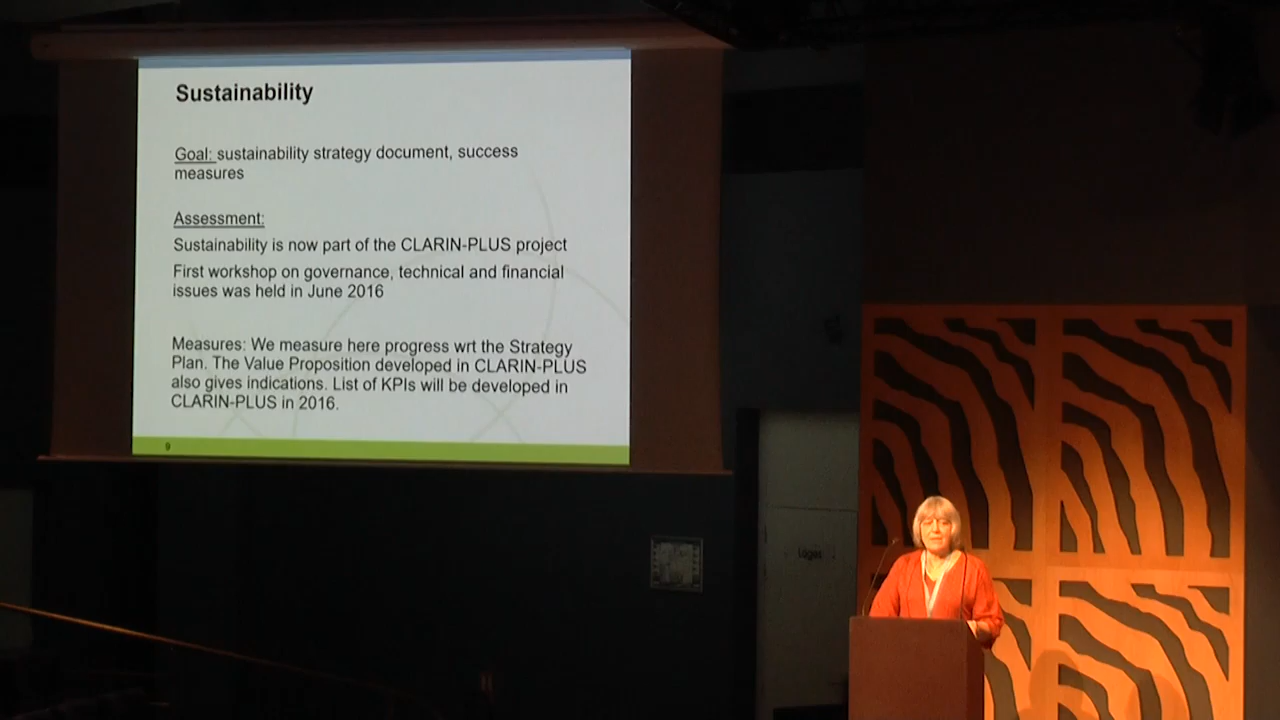 Sustainability
Goal: sustainability strategy document, success
measures
Assessment:
Sustainability is now part of the CLARIN-PLUS project
First workshop on governance, technical and financial
issues was held in June 2016
Measures: We measure here progress wrt the Strategy
Plan. The Value Proposition developed in CLARIN-PLUS
also gives indications. List of KPIs will be developed in
CLARIN-PLUS in 2016.
9